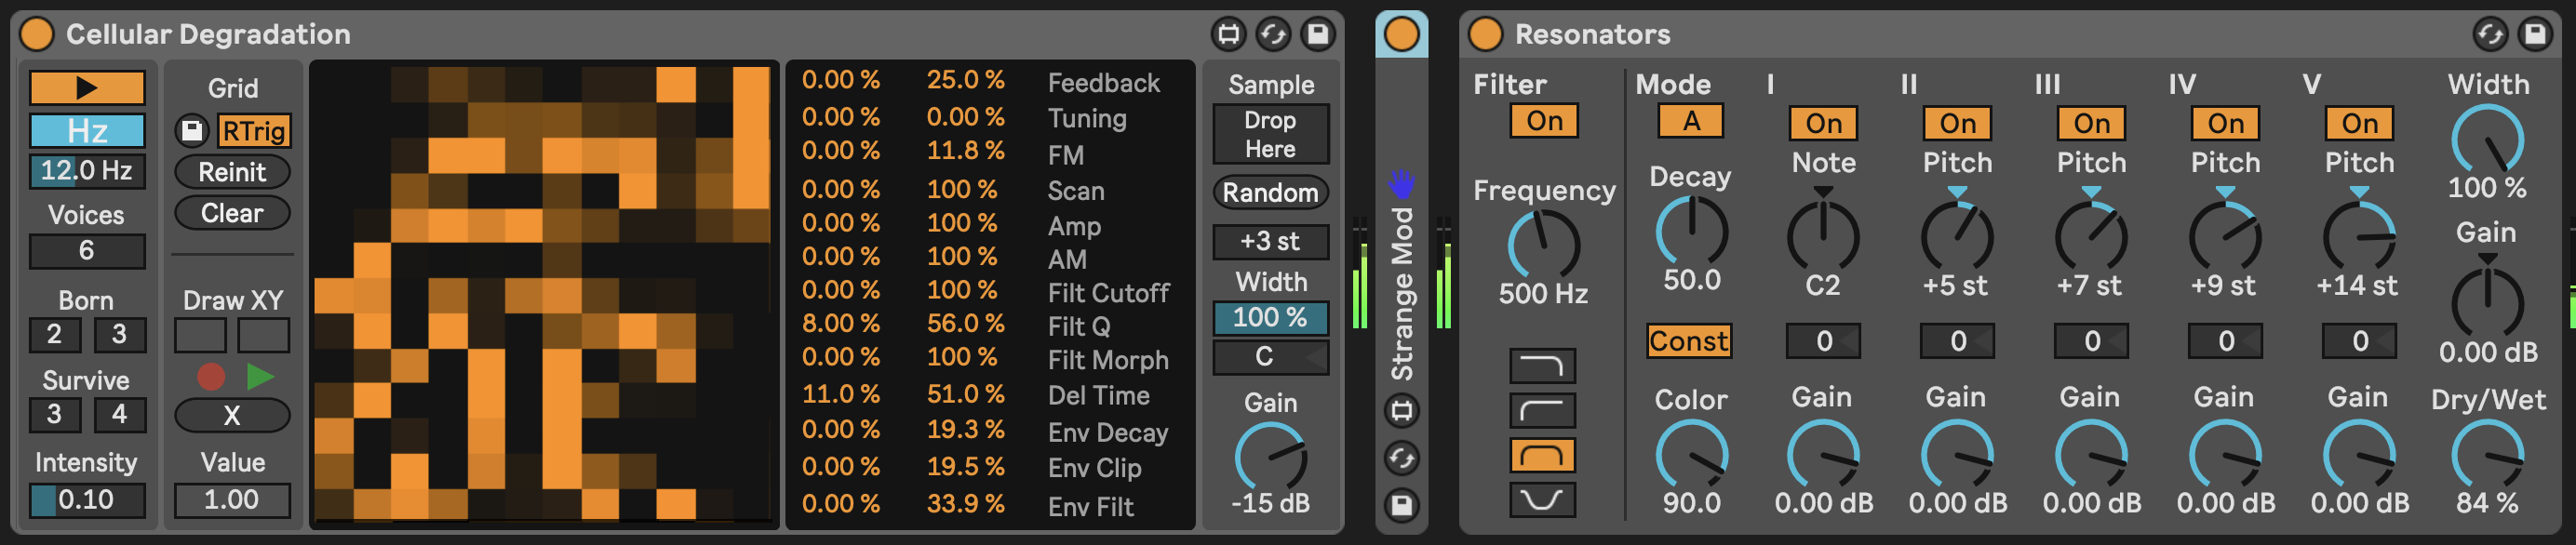 Cellular Degradation
Hz
12.0 Hz
Voices
6
Born
2 3
Survive
3 4
Intensity
0.10
Grid
RTrig
Reinit
Clear
Draw XY
X
Value
1.00
0.00 % 25.0 % Feedback
0.00 % 0.00 % Tuning
0.00 % 11.8 % FM
0.00 % 100 % Scan
0.00 % 100 % Amp
0.00 % 100 % AM
0.00 % 100 % Filt Cutoff
8.00 % 56.0 % Filt Q
0.00 % 100 % Filt Morph
11.0 % 51.0 % Del Time
0.00 % 19.3 % Env Decay
0.00 % 19.5 % Env Clip
0.00 % 33.9 % Env Filt
Sample
Drop
Here
Random
+3 st
Width
100 %
C
Gain
-15 dB
Strange Mod
Resonators
Filter
On
Frequency
500 Hz
Mode
A
Decay
50.0
Const
Color
90.0
I
On
Note
C2
0
Gain
0.00 dB
II
On
Pitch
+5 st
0
Gain
0.00 dB
III
On
Pitch
+7 st
0
Gain
0.00 dB
IV
On
Pitch
+9 st
0
Gain
0.00 dB
V
On
Pitch
+14 st
0
Gain
0.00 dB
Width
100 %
Gain
0.00 dB
Dry/Wet
84 %